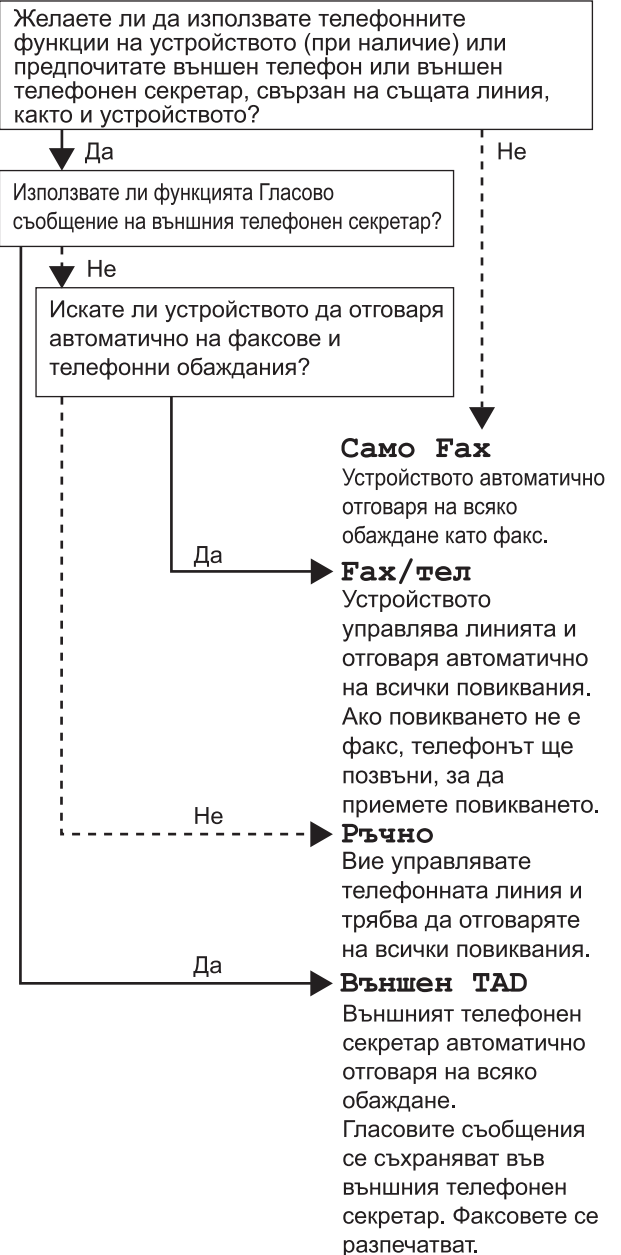 Желаете ли да използвате телефонните
функции на устройството (при наличие) или
предпочитате външен телефон или външен
телефонен секретар, свързан на същата линия,
както и устройството?
Да
Не
Използвате ли функцията Гласово
съобщение на външния телефонен секретар?
Не
Искате ли устройството да отговаря
автоматично на факсове и
телефонни обаждания?
Само Fax
Устройството автоматично
отговаря на всяко
обаждане като факс.
Да
Fax/тел
Устройството
управлява линията и
отговаря автоматично
на всички повиквания.
Ако повикването не е
факс, телефонът ще
позвъни, за да
приемете повикването.
Не
Ръчно
Вие управлявате
телефонната линия и
трябва да отговаряте
на всички повиквания.
Да
Външен TAD
Външният телефонен
секретар автоматично
отговаря на всяко
обаждане.
Гласовите съобщения
се съхраняват във
външния телефонен
секретар. Факсовете се
разпечатват.